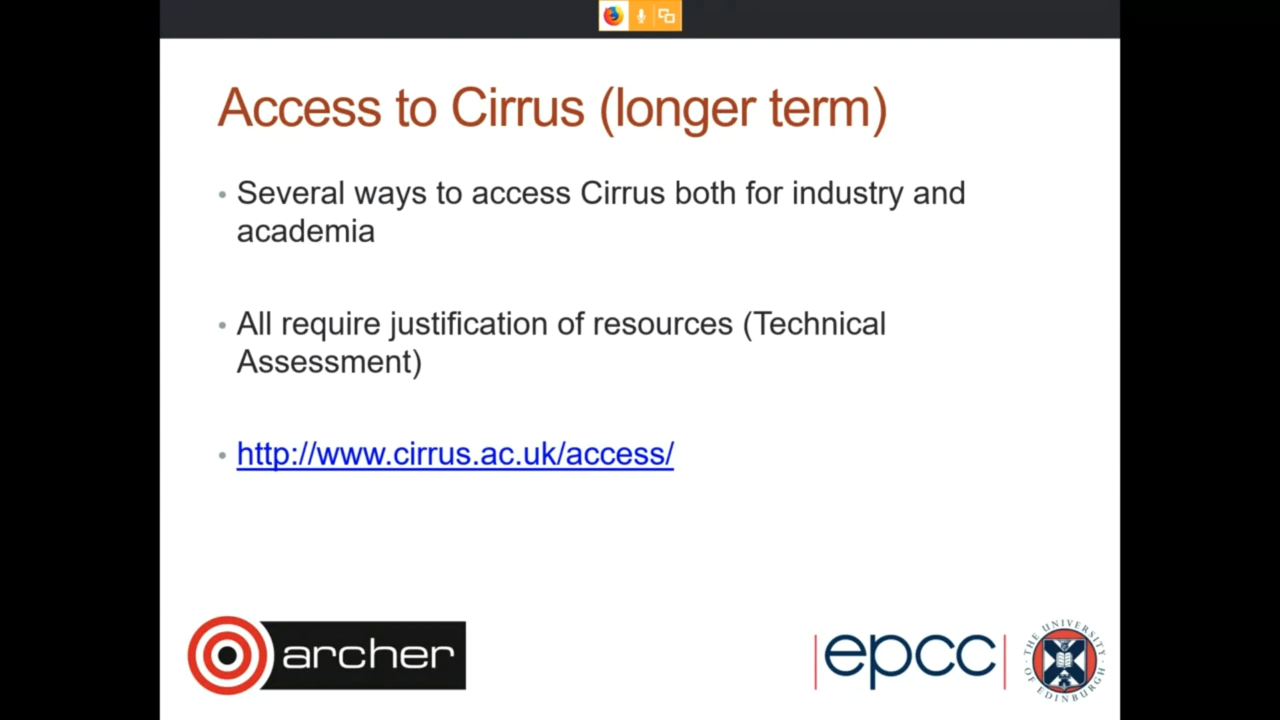 Access to Cirrus (longer term)
• Several ways to access Cirrus both for industry and
academia
• All require justification of resources (Technical
Assessment)
• http://www.cirrus.ac.uk/access/
archer
epcc
THE UNIVERSITY OF EDINBURGH